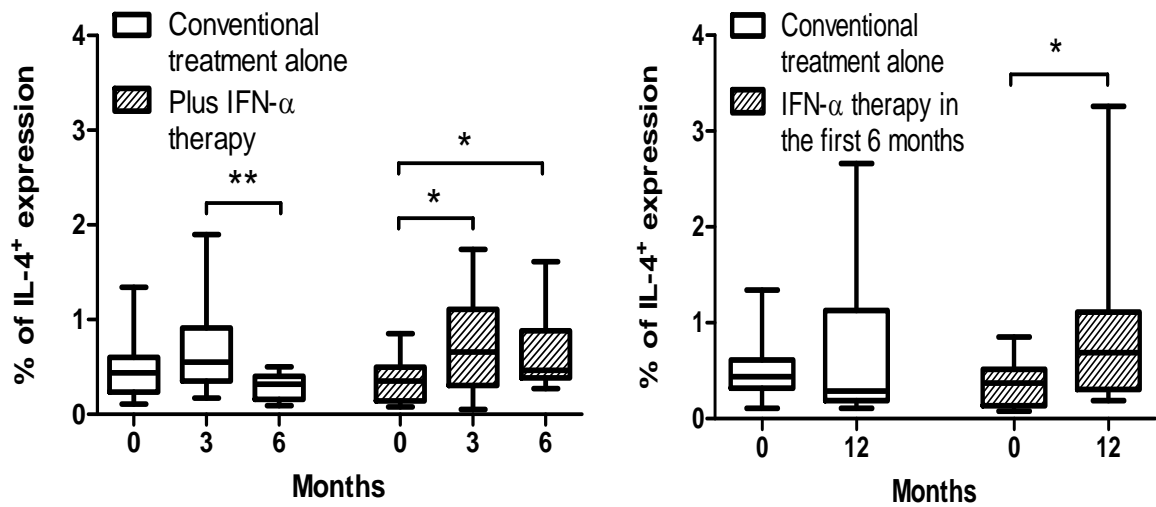 Conventional
treatment alone
Plus IFN-α
therapy
% of IL-4⁺ expression
4
3
2
1
0
**
*
*
0 3 6 0 3 6
Months
Conventional
treatment alone
IFN-α therapy in
the first 6 months
% of IL-4⁺ expression
4
3
2
1
0
*
0 12 0 12
Months